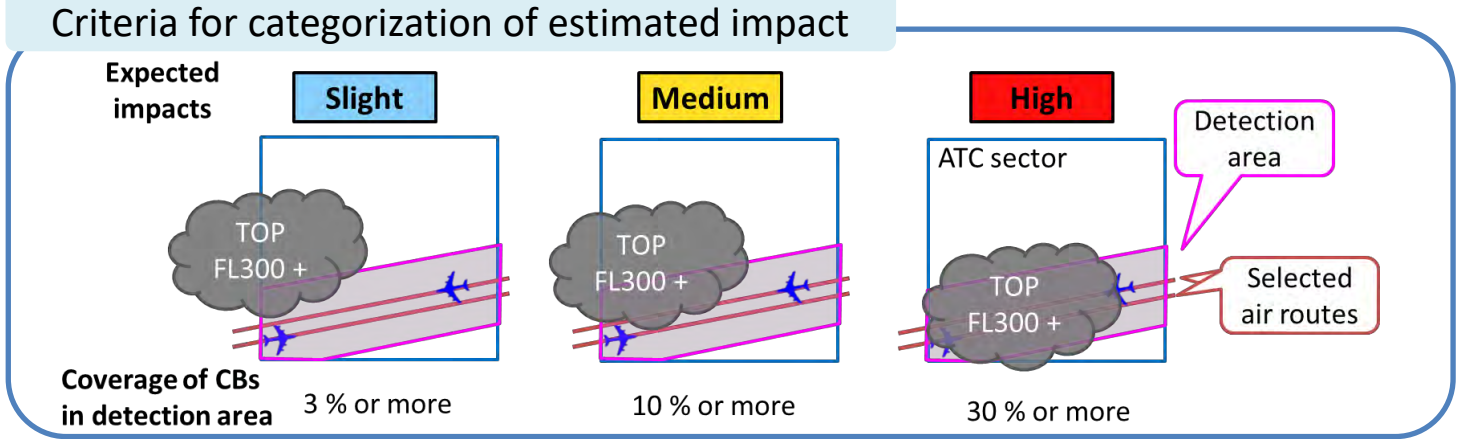 Criteria for categorization of estimated impact
Expected
impacts
Slight
Medium
High
ATC sector
Detection
area
TOP
FL300 +
TOP
FL300 +
TOP
FL300 +
Selected
air routes
Coverage of CBs
in detection area
3 % or more
10 % or more
30 % or more